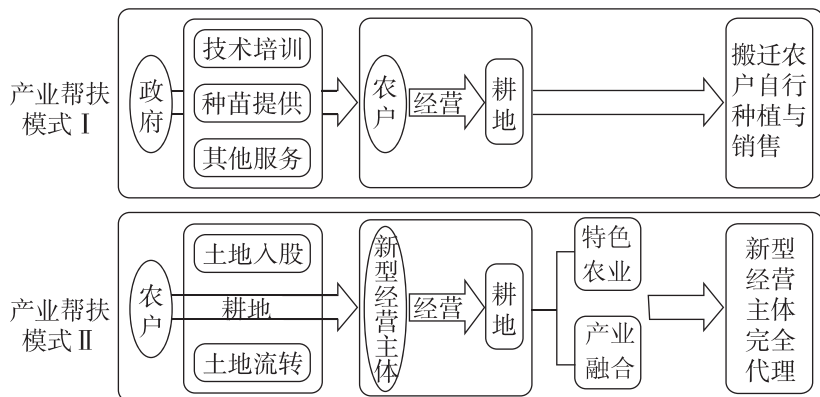 产业帮扶
模式Ⅰ
政府
技术培训
种苗提供
其他服务
农户
经营
耕地
搬迁农
户自行
种植与
销售
产业帮扶
模式Ⅱ
农户
土地入股
耕地
土地流转
新型经营主体
经营
耕地
特色
农业
产业
融合
新型
经营
主体
完全
代理